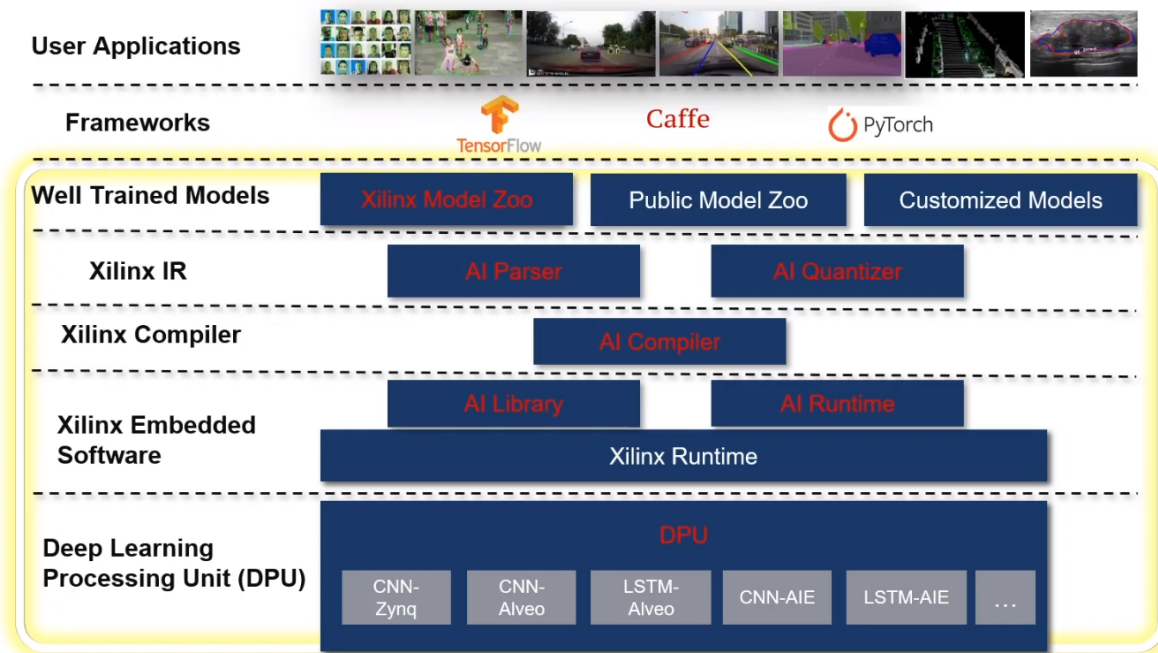 User Applications
Frameworks
TensorFlow
Caffe
PyTorch
Well Trained Models
Xilinx Model Zoo
Public Model Zoo
Customized Models
Xilinx IR
AI Parser
AI Quantizer
Xilinx Compiler
AI Compiler
Xilinx Embedded
Software
AI Library
AI Runtime
Xilinx Runtime
Deep Learning
Processing Unit (DPU)
DPU
CNN-
Zynq
CNN-
Alveo
LSTM-
Alveo
CNN-AIE
LSTM-AIE
...